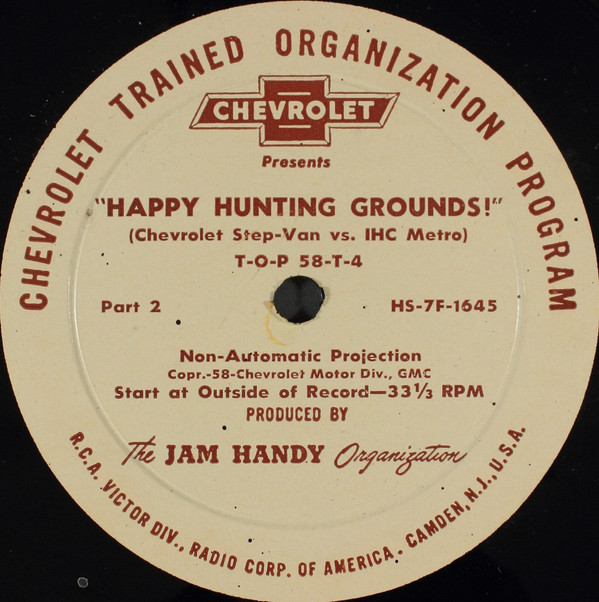 CHEVROLET TRAINED ORGANIZATION PROGRAM
CHEVROLET
Presents
"HAPPY HUNTING GROUNDS!"
(Chevrolet Step-Van vs. IHC Metro)
T-O-P 58-T-4
Part 2
HS-7F-1645
Non-Automatic Projection
Copr.-58-Chevrolet Motor Div., GMC
Start at Outside of Record—33⅓ RPM
PRODUCED BY
The JAM HANDY Organization
R.C.A. VICTOR DIV., RADIO CORP. OF AMERICA, CAMDEN, N.J., U.S.A.